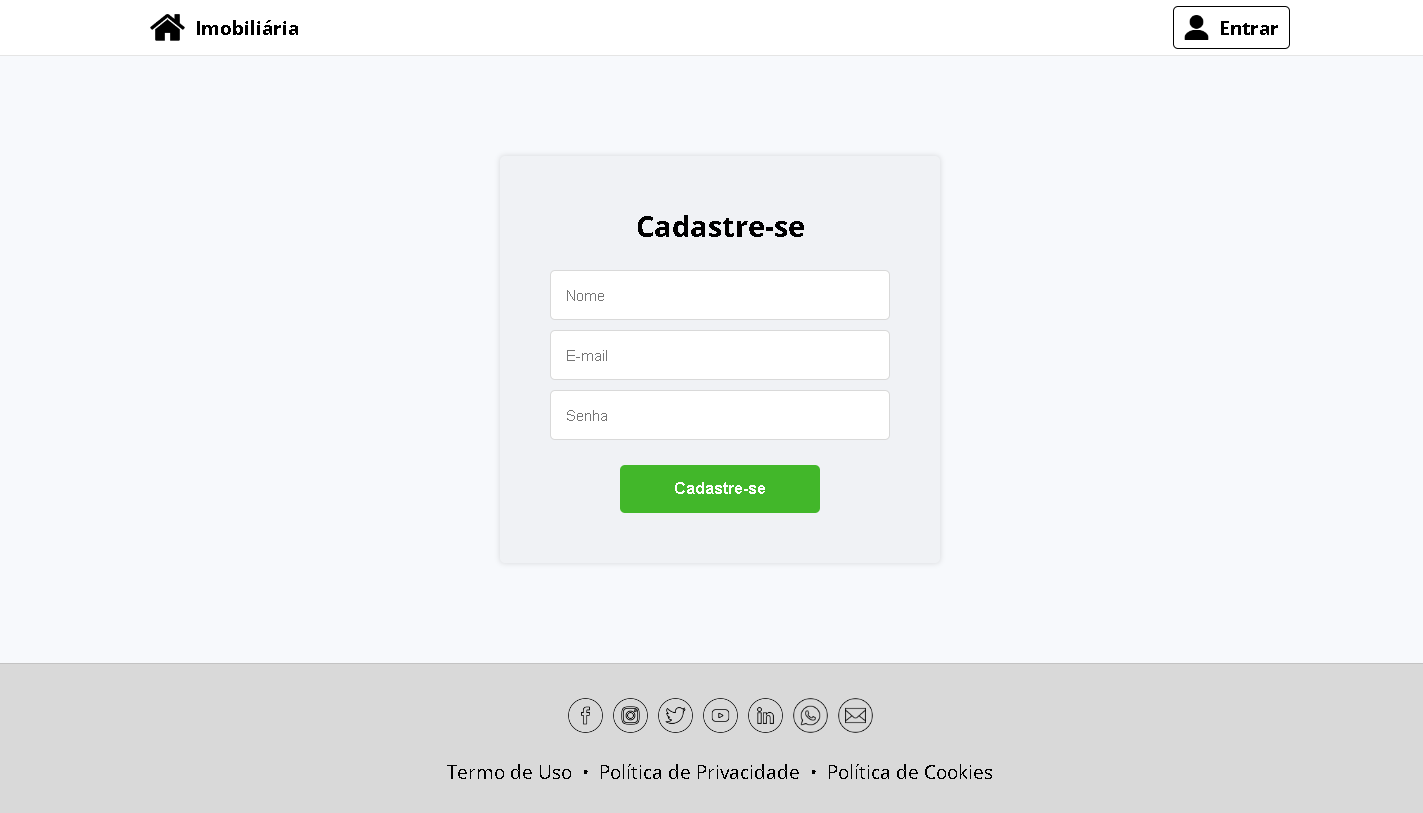 Imobiliária
Entrar
Cadastre-se
Nome
E-mail
Senha
Cadastre-se
Termo de Uso • Política de Privacidade • Política de Cookies